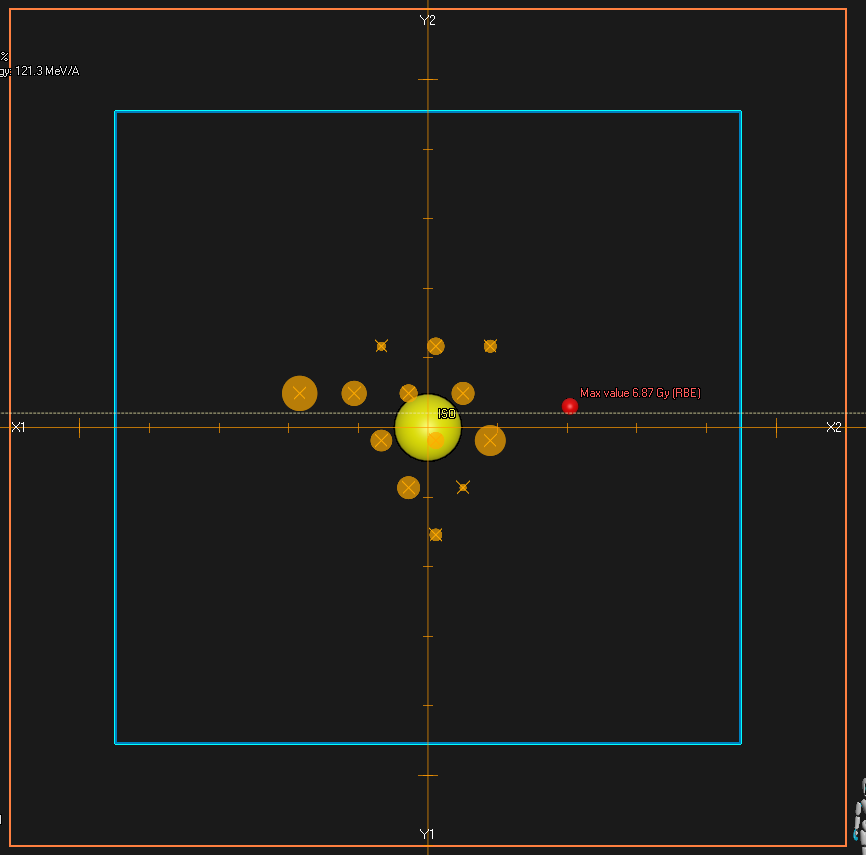 Y2
%
gy: 121.3 MeV/A
Max value 6.87 Gy (RBE)
ISO
X1
X2
Y1